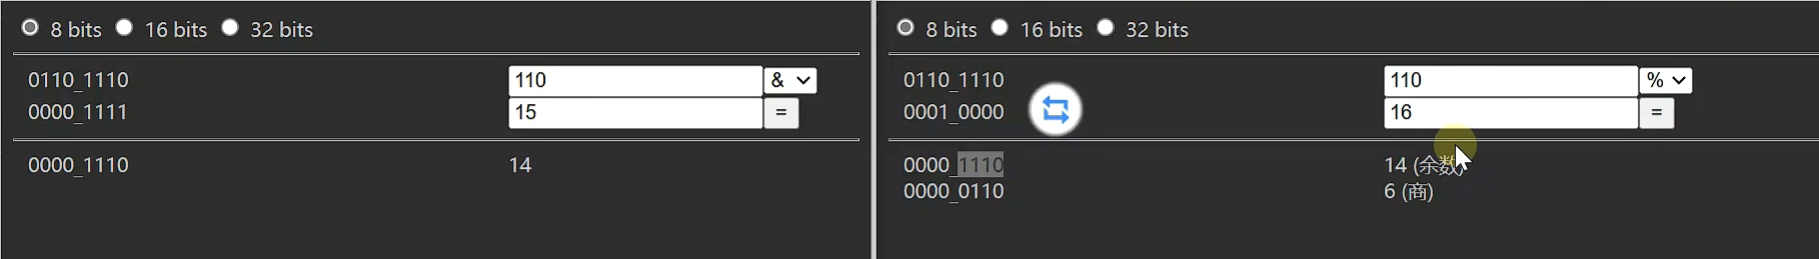 8 bits 16 bits 32 bits
0110_1110 110 &
0000_1111 15 =
0000_1110 14
8 bits 16 bits 32 bits
0110_1110 110 %
0001_0000 16 =
0000_1110 14 (余数)
0000_0110 6 (商)